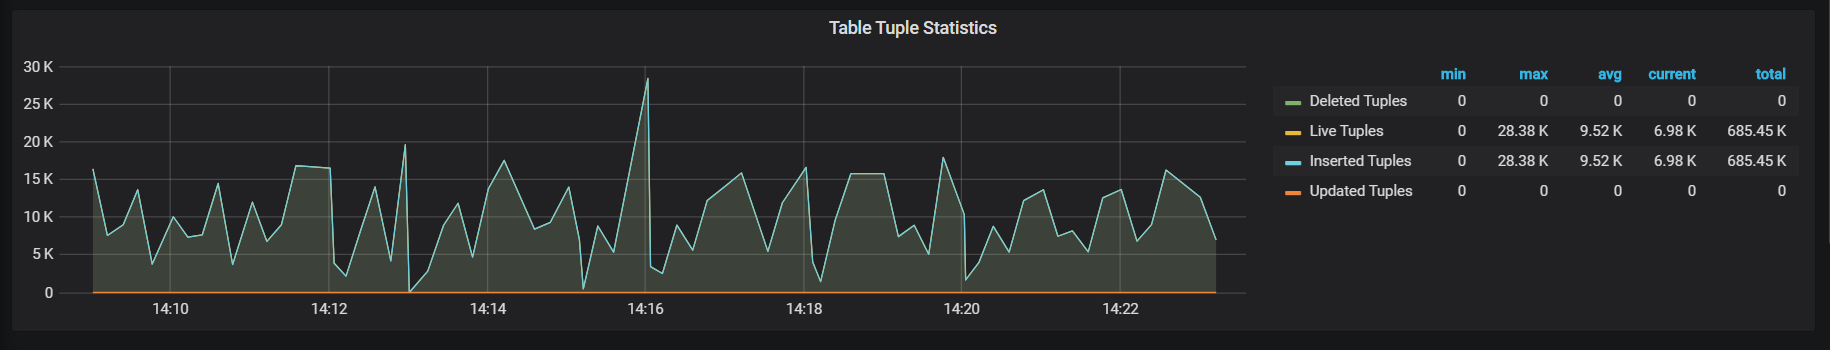 Table Tuple Statistics
30 K
25 K
20 K
15 K
10 K
5 K
0
14:10 14:12 14:14 14:16 14:18 14:20 14:22
min max avg current total
Deleted Tuples 0 0 0 0 0
Live Tuples 0 28.38 K 9.52 K 6.98 K 685.45 K
Inserted Tuples 0 28.38 K 9.52 K 6.98 K 685.45 K
Updated Tuples 0 0 0 0 0